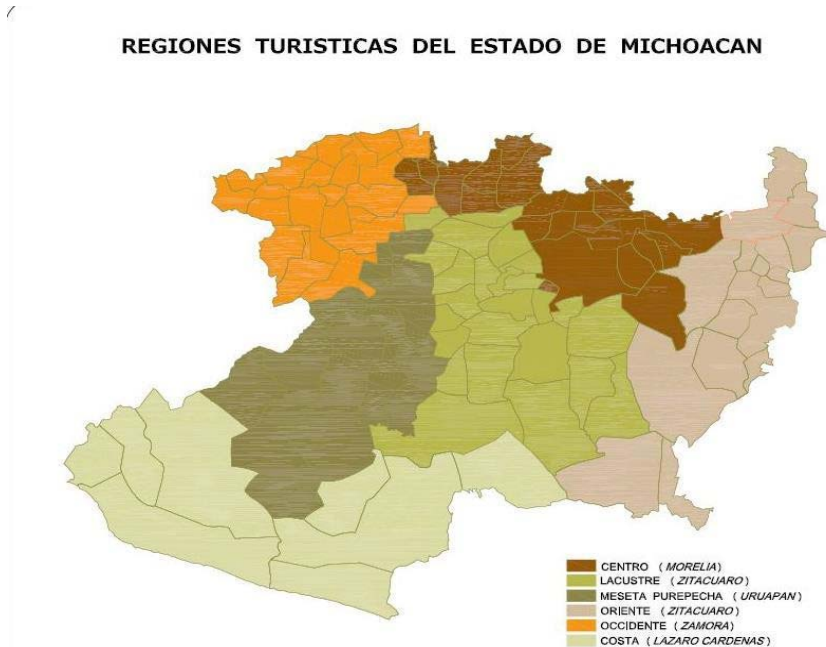 REGIONES TURISTICAS DEL ESTADO DE MICHOACAN
CENTRO (MORELIA)
LACUSTRE (ZITACUARO)
MESETA PUREPECHA (URUAPAN)
ORIENTE (ZITACUARO)
OCCIDENTE (ZAMORA)
COSTA (LAZARO CARDENAS)